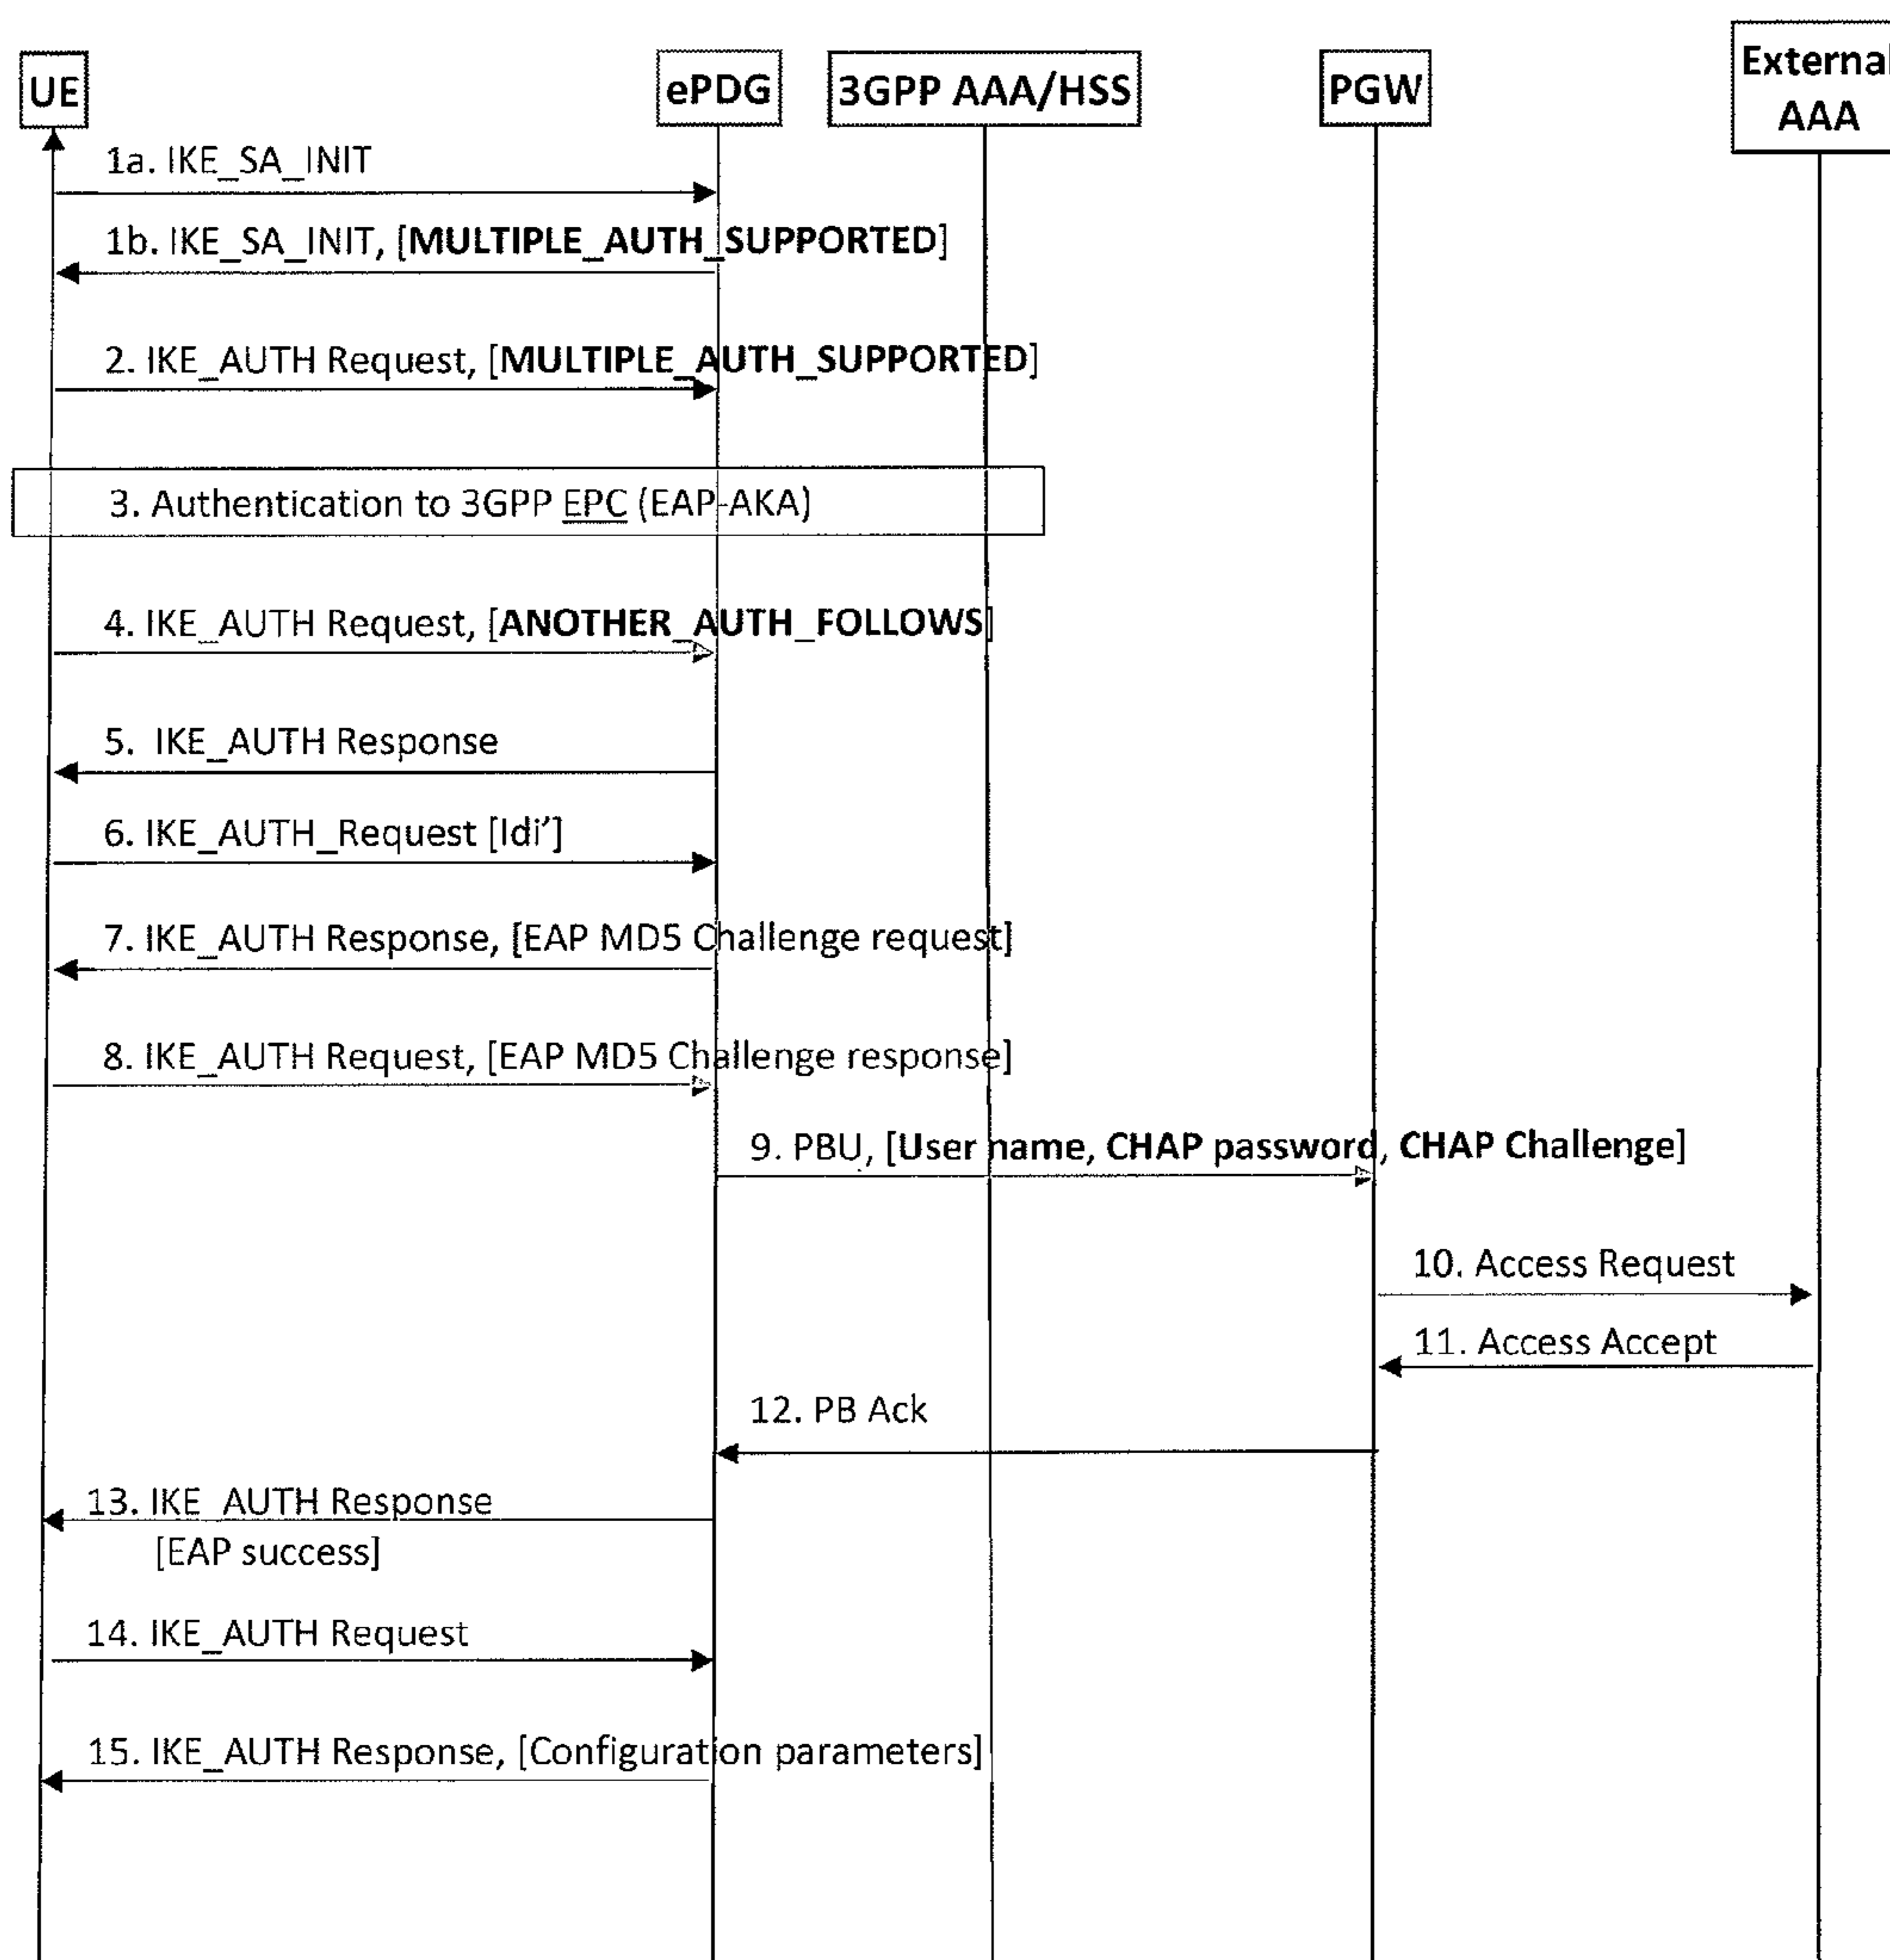 UE
ePDG
3GPP AAA/HSS
PGW
External
AAA
1a. IKE_SA_INIT
1b. IKE_SA_INIT, [MULTIPLE_AUTH_SUPPORTED]
2. IKE_AUTH Request, [MULTIPLE_AUTH_SUPPORTED]
3. Authentication to 3GPP EPC (EAP-AKA)
4. IKE_AUTH Request, [ANOTHER_AUTH_FOLLOWS]
5. IKE_AUTH Response
6. IKE_AUTH_Request [Idi']
7. IKE_AUTH Response, [EAP MD5 Challenge request]
8. IKE_AUTH Request, [EAP MD5 Challenge response]
9. PBU, [User name, CHAP password, CHAP Challenge]
10. Access Request
11. Access Accept
12. PB Ack
13. IKE_AUTH Response
[EAP success]
14. IKE_AUTH Request
15. IKE_AUTH Response, [Configuration parameters]